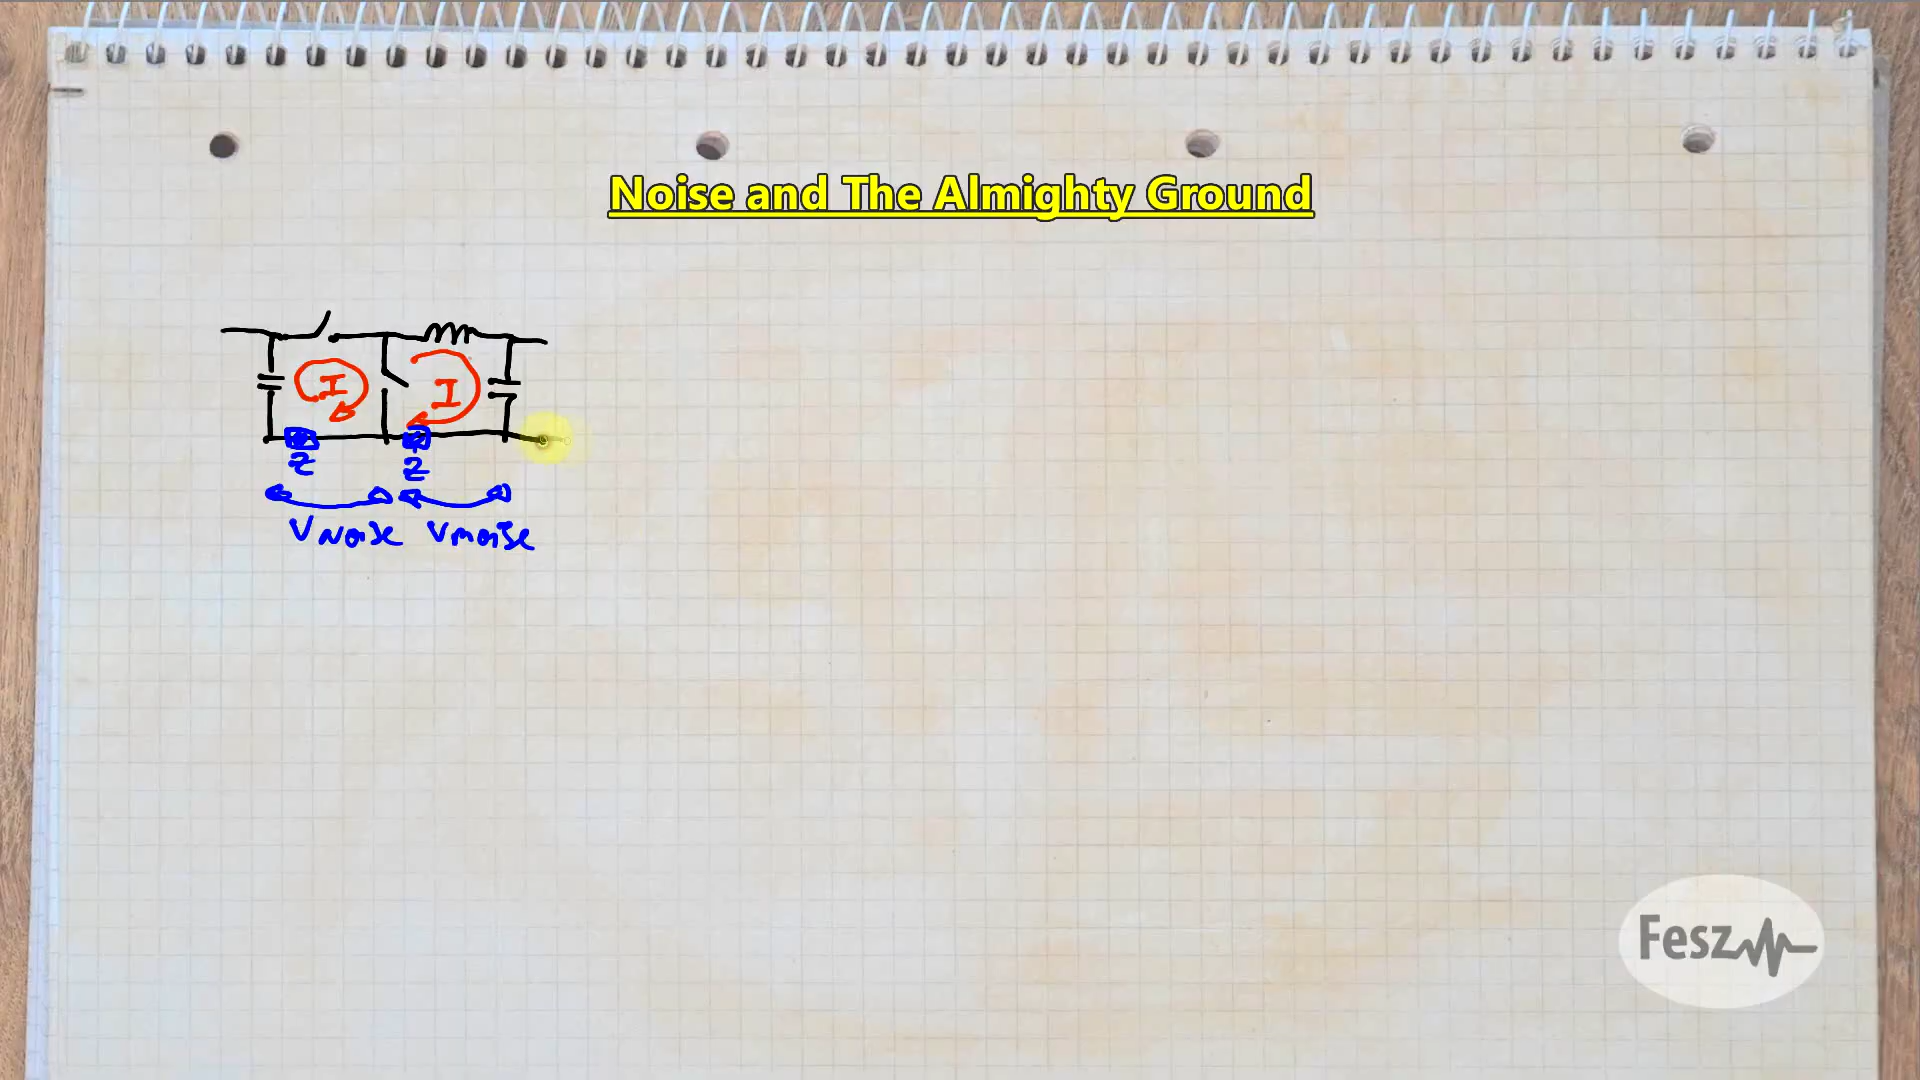 Noise and The Almighty Ground
I I
Z Z
VNoise Vnoise
Fesz